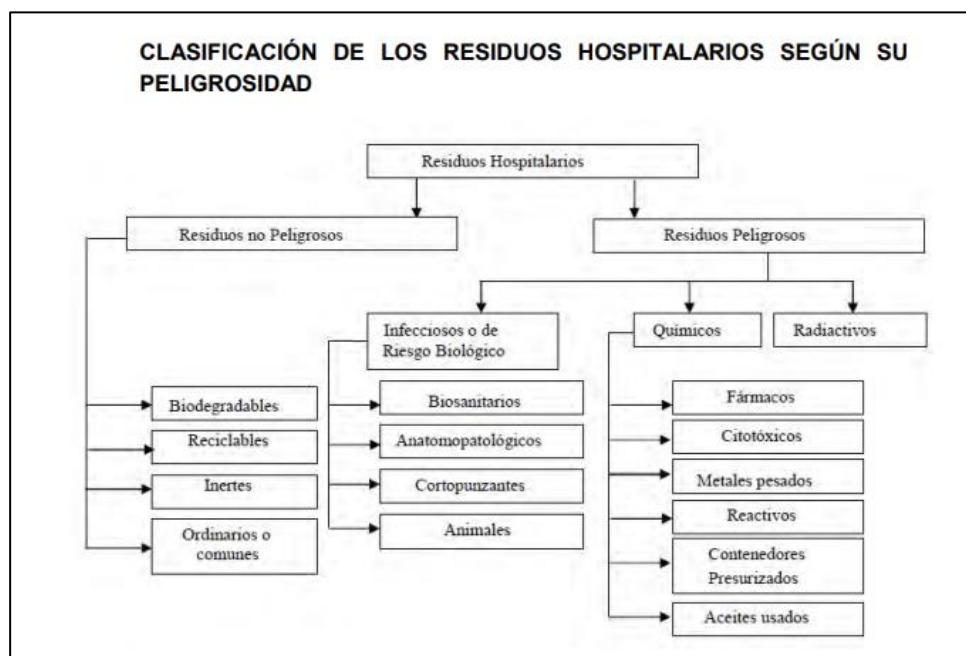 CLASIFICACIÓN DE LOS RESIDUOS HOSPITALARIOS SEGÚN SU
PELIGROSIDAD
Residuos Hospitalarios
Residuos no Peligrosos
Residuos Peligrosos
Infecciosos o de
Riesgo Biológico
Químicos
Radiactivos
Biodegradables
Reciclables
Inertes
Ordinarios o
comunes
Biosanitarios
Anatomopatológicos
Cortopunzantes
Animales
Fármacos
Citotóxicos
Metales pesados
Reactivos
Contenedores
Presurizados
Aceites usados